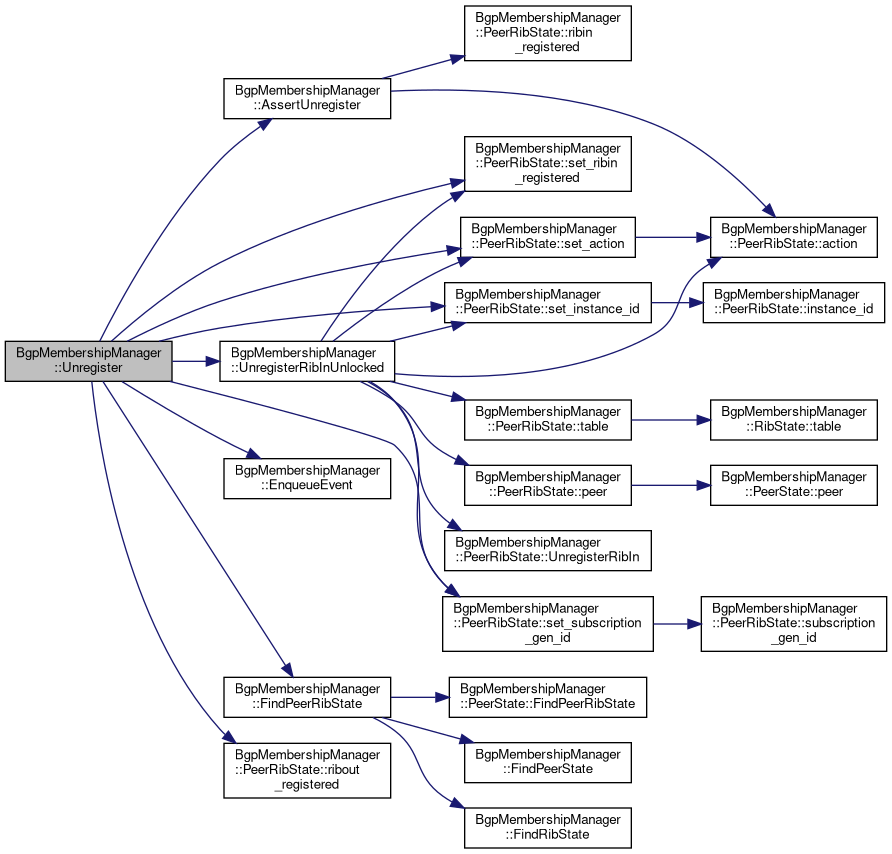 BgpMembershipManager
::PeerRibState::ribin
_registered
BgpMembershipManager
::AssertUnregister
BgpMembershipManager
::PeerRibState::set_ribin
_registered
BgpMembershipManager
::PeerRibState::set_action
BgpMembershipManager
::PeerRibState::action
BgpMembershipManager
::PeerRibState::set_instance_id
BgpMembershipManager
::PeerRibState::instance_id
BgpMembershipManager
::Unregister
BgpMembershipManager
::UnregisterRibInUnlocked
BgpMembershipManager
::PeerRibState::table
BgpMembershipManager
::RibState::table
BgpMembershipManager
::EnqueueEvent
BgpMembershipManager
::PeerRibState::peer
BgpMembershipManager
::PeerState::peer
BgpMembershipManager
::PeerRibState::UnregisterRibIn
BgpMembershipManager
::PeerRibState::set_subscription
_gen_id
BgpMembershipManager
::PeerRibState::subscription
_gen_id
BgpMembershipManager
::FindPeerRibState
BgpMembershipManager
::PeerState::FindPeerRibState
BgpMembershipManager
::PeerRibState::ribout
_registered
BgpMembershipManager
::FindPeerState
BgpMembershipManager
::FindRibState